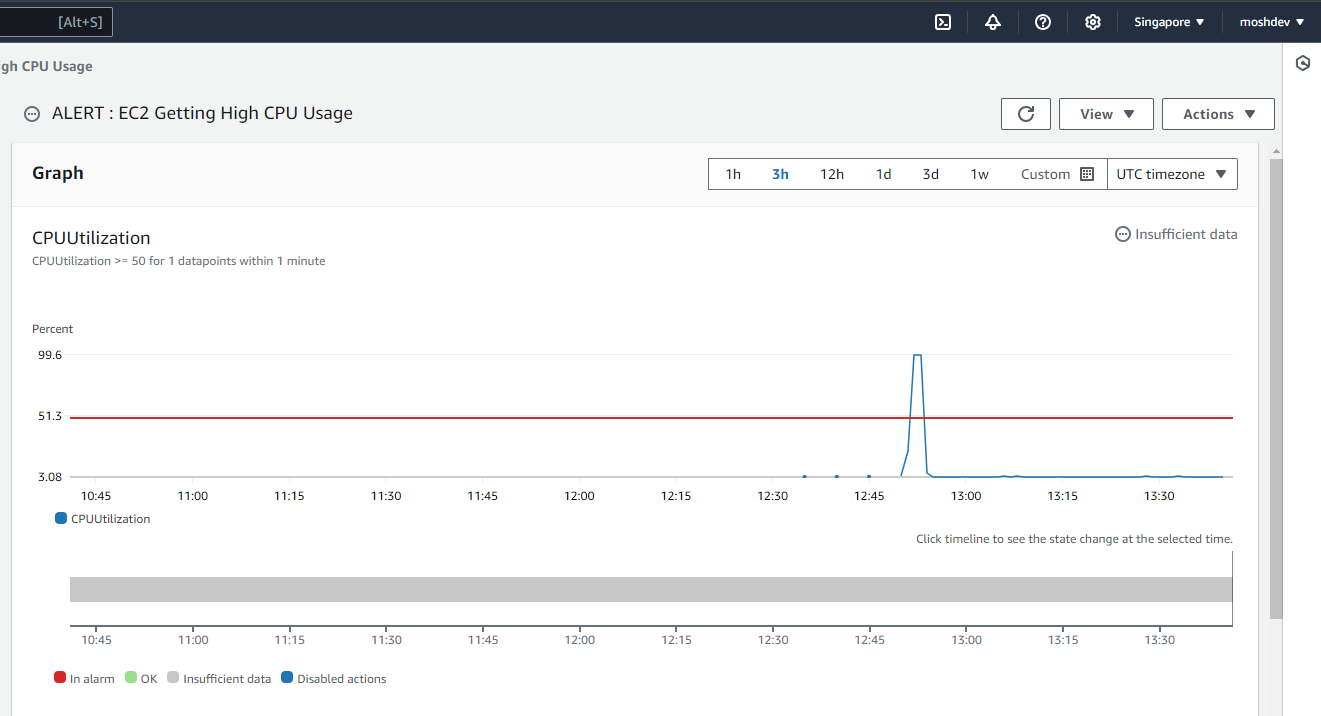 [Alt+S] Singapore moshdev
gh CPU Usage
ALERT : EC2 Getting High CPU Usage
View Actions
Graph
1h 3h 12h 1d 3d 1w Custom UTC timezone
CPUUtilization
Insufficient data
CPUUtilization >= 50 for 1 datapoints within 1 minute
Percent
99.6
51.3
3.08
10:45 11:00 11:15 11:30 11:45 12:00 12:15 12:30 12:45 13:00 13:15 13:30
CPUUtilization
Click timeline to see the state change at the selected time.
10:45 11:00 11:15 11:30 11:45 12:00 12:15 12:30 12:45 13:00 13:15 13:30
In alarm OK Insufficient data Disabled actions